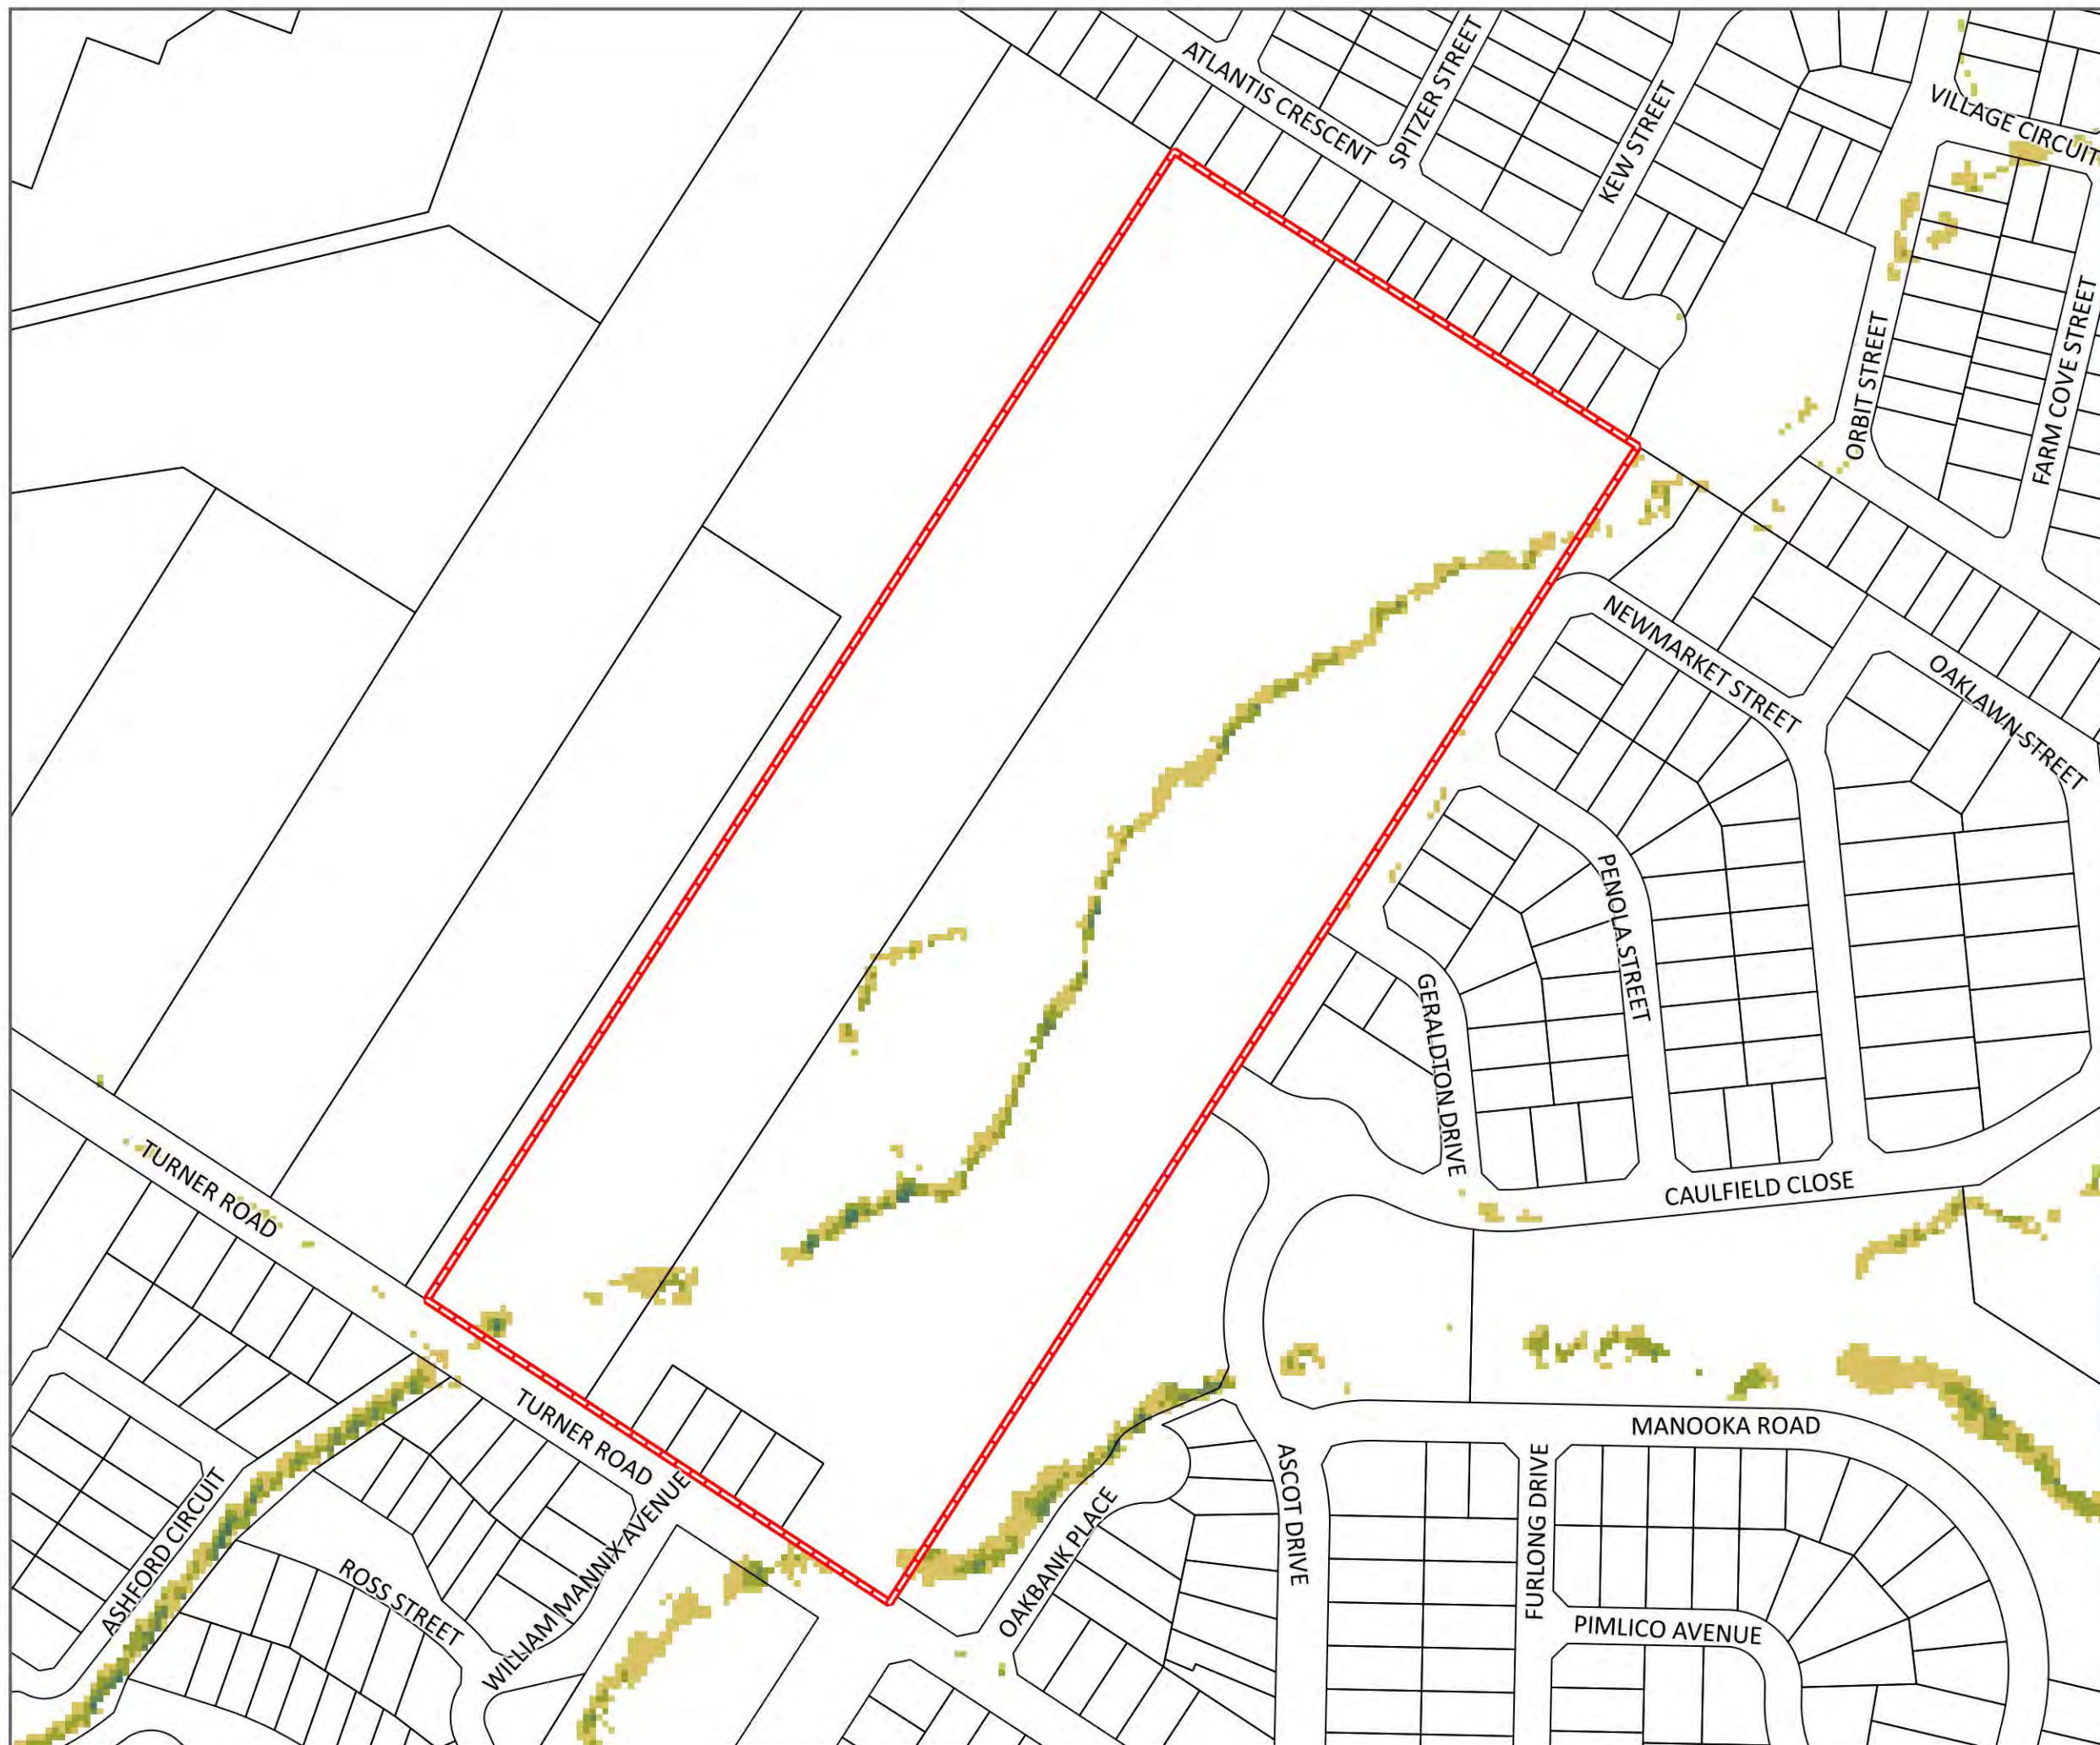 ATLANTIS CRESCENT
SPITZER STREET
KEW STREET
VILLAGE CIRCUIT
ORBIT STREET
FARM COVE STREET
NEWMARKET STREET
OAKLAWN STREET
PENOLA STREET
GERALDTON DRIVE
TURNER ROAD
CAULFIELD CLOSE
TURNER ROAD
MANOOKA ROAD
ASHFORD CIRCUIT
ROSS STREET
WILLIAM MANNIX AVENUE
OAKBANK PLACE
ASCOT DRIVE
FURLONG DRIVE
PIMLICO AVENUE